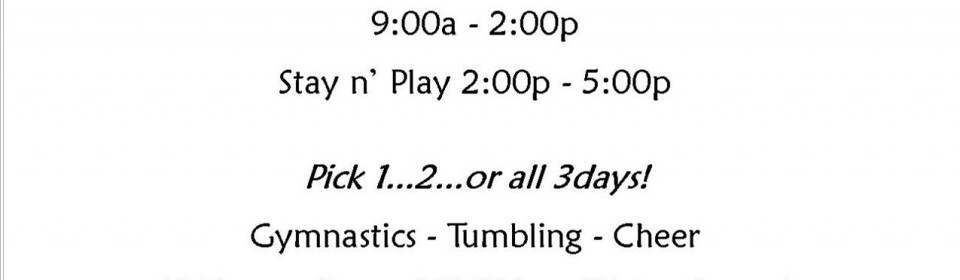 9:00a - 2:00p
Stay n' Play 2:00p - 5:00p
Pick 1...2...or all 3days!
Gymnastics - Tumbling - Cheer